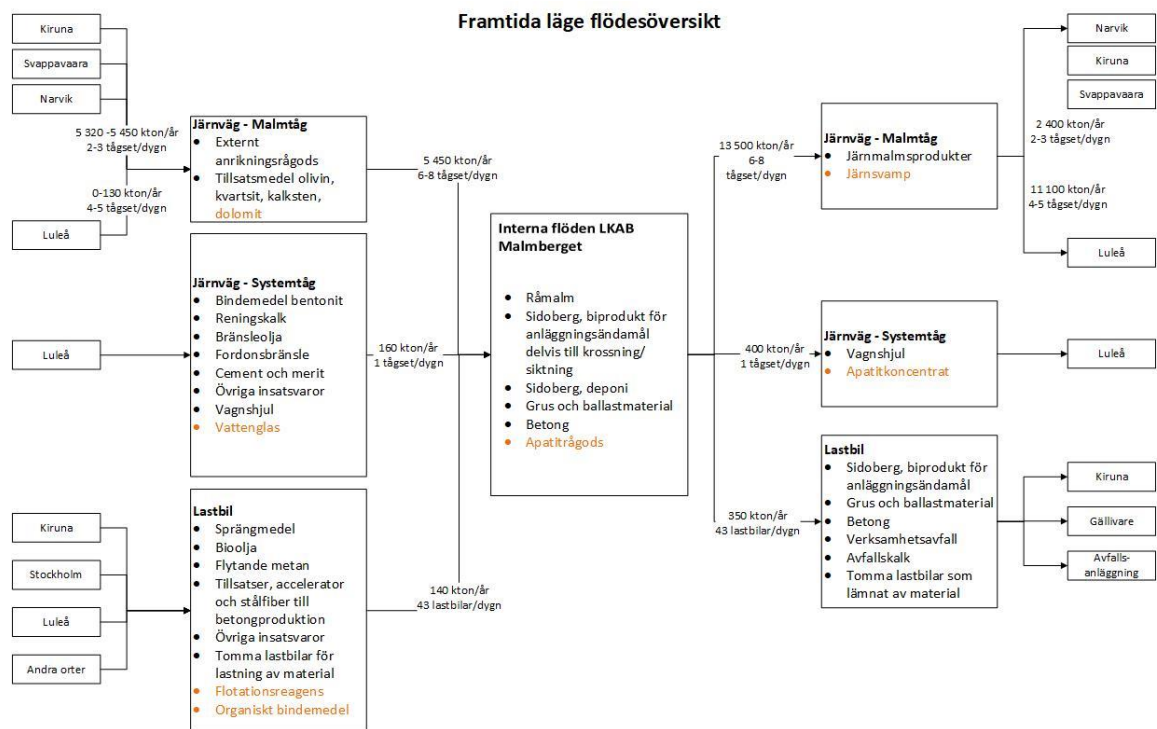 Framtida läge flödesöversikt
Kiruna
Svappavaara
Narvik
5 320 -5 450 kton/år
2-3 tågset/dygn
0-130 kton/år
4-5 tågset/dygn
Luleå
Järnväg - Malmtåg
• Externt
anrikningsrågods
• Tillsatsmedel olivin,
kvartsit, kalksten,
dolomit
5 450 kton/år
6-8 tågset/dygn
Luleå
Järnväg - Systemtåg
• Bindemedel bentonit
• Reningskalk
• Bränsleolja
• Fordonsbränsle
• Cement och merit
• Övriga insatsvaror
• Vagnshjul
• Vattenglas
160 kton/år
1 tågset/dygn
Kiruna
Stockholm
Luleå
Andra orter
Lastbil
• Sprängmedel
• Bioolja
• Flytande metan
• Tillsatser, accelerator
och stålfiber till
betongproduktion
• Övriga insatsvaror
• Tomma lastbilar för
lastning av material
• Flotationsreagens
• Organiskt bindemedel
140 kton/år
43 lastbilar/dygn
Interna flöden LKAB
Malmberget
• Råmalm
• Sidoberg, biprodukt för
anläggningsändamål
delvis till krossning/
siktning
• Sidoberg, deponi
• Grus och ballastmaterial
• Betong
• Apatitrågods
13 500 kton/år
6-8
tågset/dygn
Järnväg - Malmtåg
• Järnmalmsprodukter
• Järnsvamp
Narvik
Kiruna
Svappavaara
2 400 kton/år
2-3 tågset/dygn
11 100 kton/år
4-5 tågset/dygn
Luleå
400 kton/år
1 tågset/dygn
Järnväg - Systemtåg
• Vagnshjul
• Apatitkoncentrat
Luleå
350 kton/år
43 lastbilar/dygn
Lastbil
• Sidoberg, biprodukt för
anläggningsändamål
• Grus och ballastmaterial
• Betong
• Verksamhetsavfall
• Avfallskalk
• Tomma lastbilar som
lämnat av material
Kiruna
Gällivare
Avfalls-
anläggning